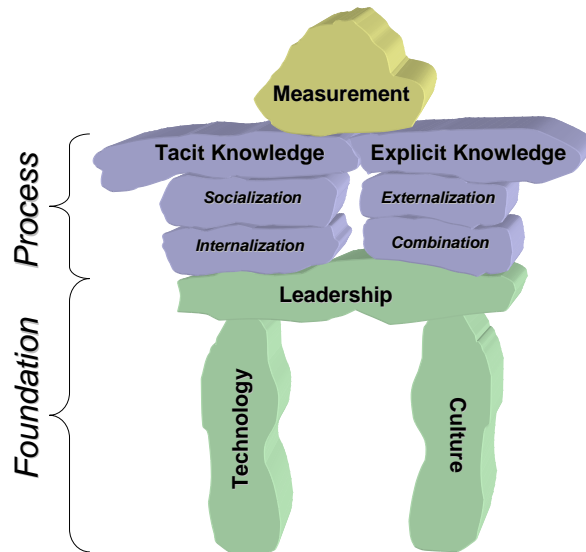 Measurement
Tacit Knowledge
Explicit Knowledge
Socialization
Externalization
Internalization
Combination
Leadership
Technology
Culture
Process
Foundation